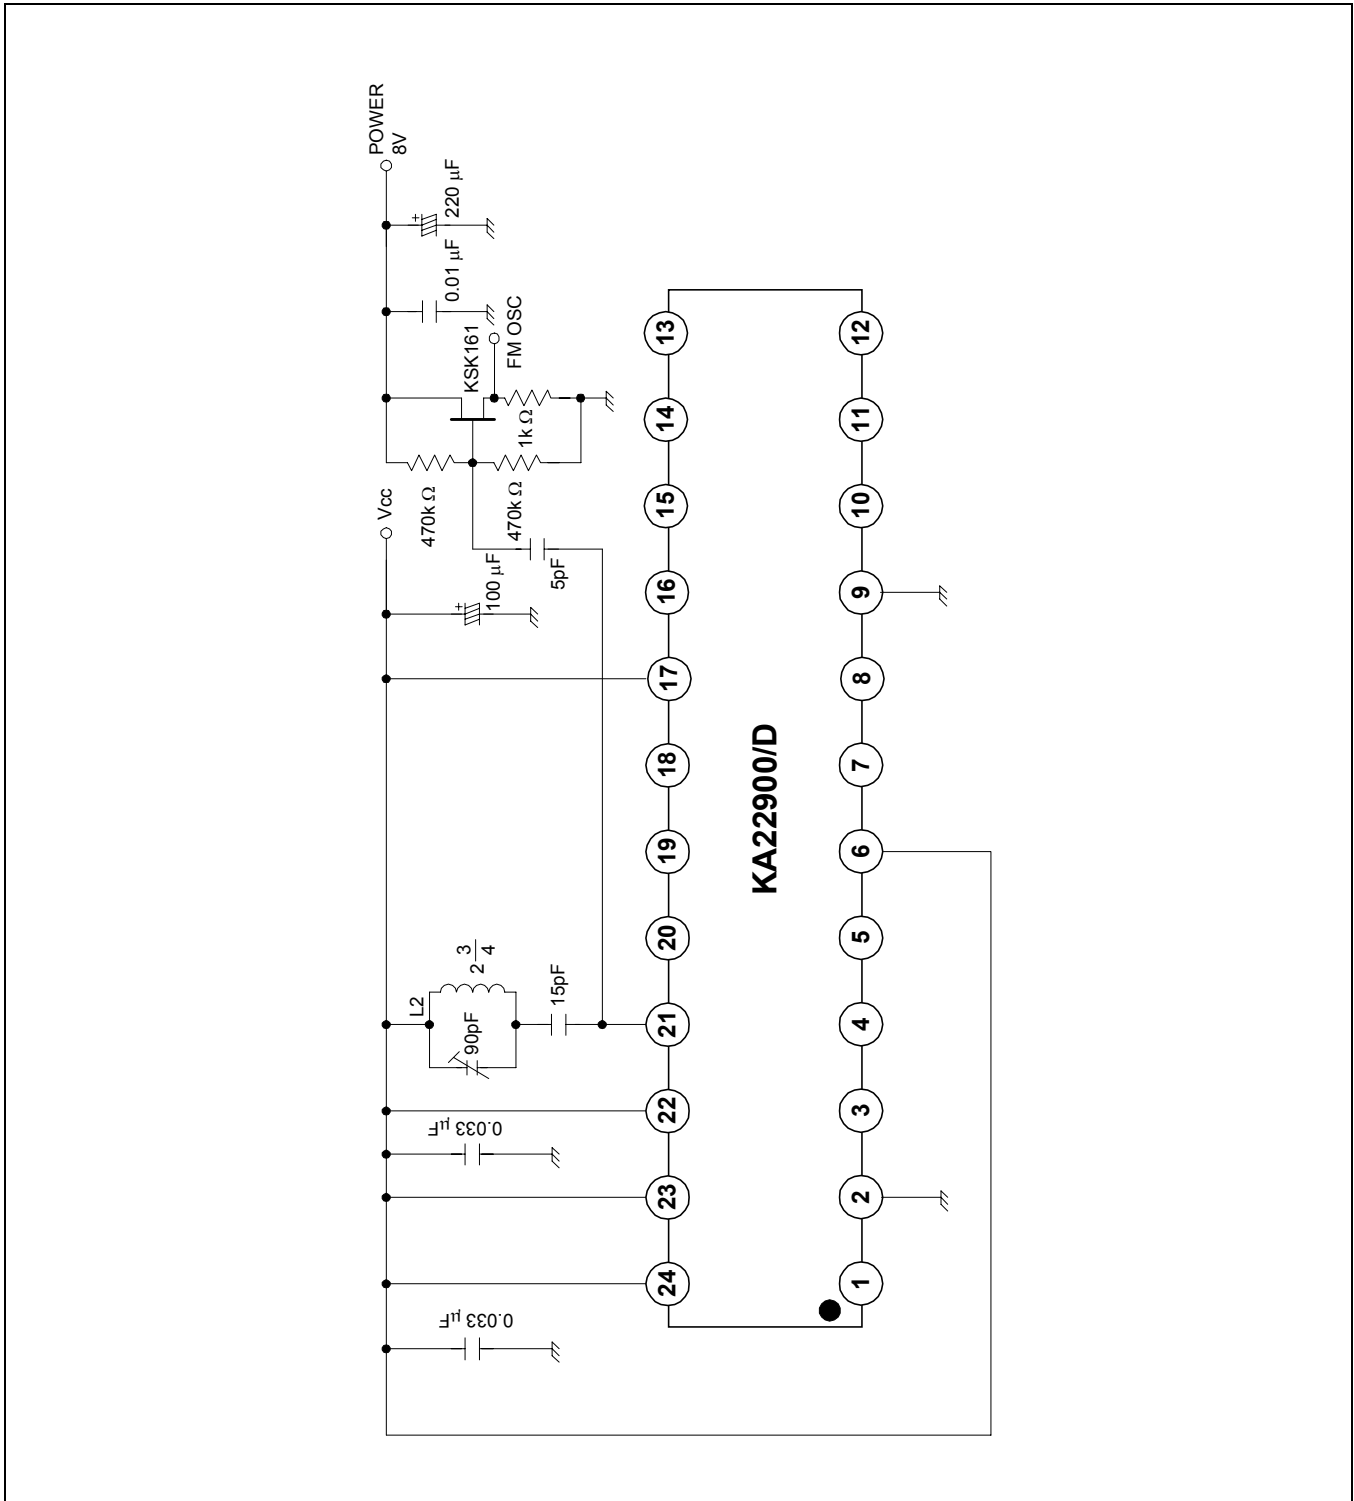 POWER
8V
220 µF
0.01 µF
KSK161
FM OSC
1k Ω
470k Ω
470k Ω
Vcc
5pF
100 µF
L2
2 3/4
90pF
15pF
0.033 µF
0.033 µF
KA22900/D
13
14
15
16
17
18
19
20
21
22
23
24
12
11
10
9
8
7
6
5
4
3
2
1